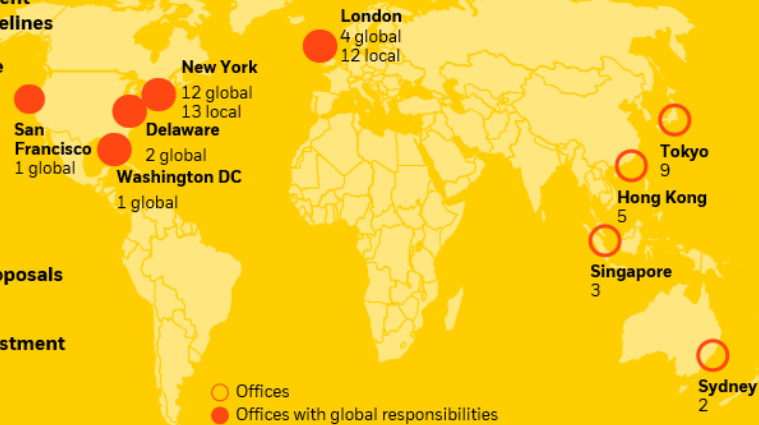 elines
London
4 global
12 local
New York
12 global
13 local
San
Francisco
1 global
Delaware
2 global
Washington DC
1 global
Tokyo
9
Hong Kong
5
Singapore
3
Sydney
2
Offices
Offices with global responsibilities
posals
stment